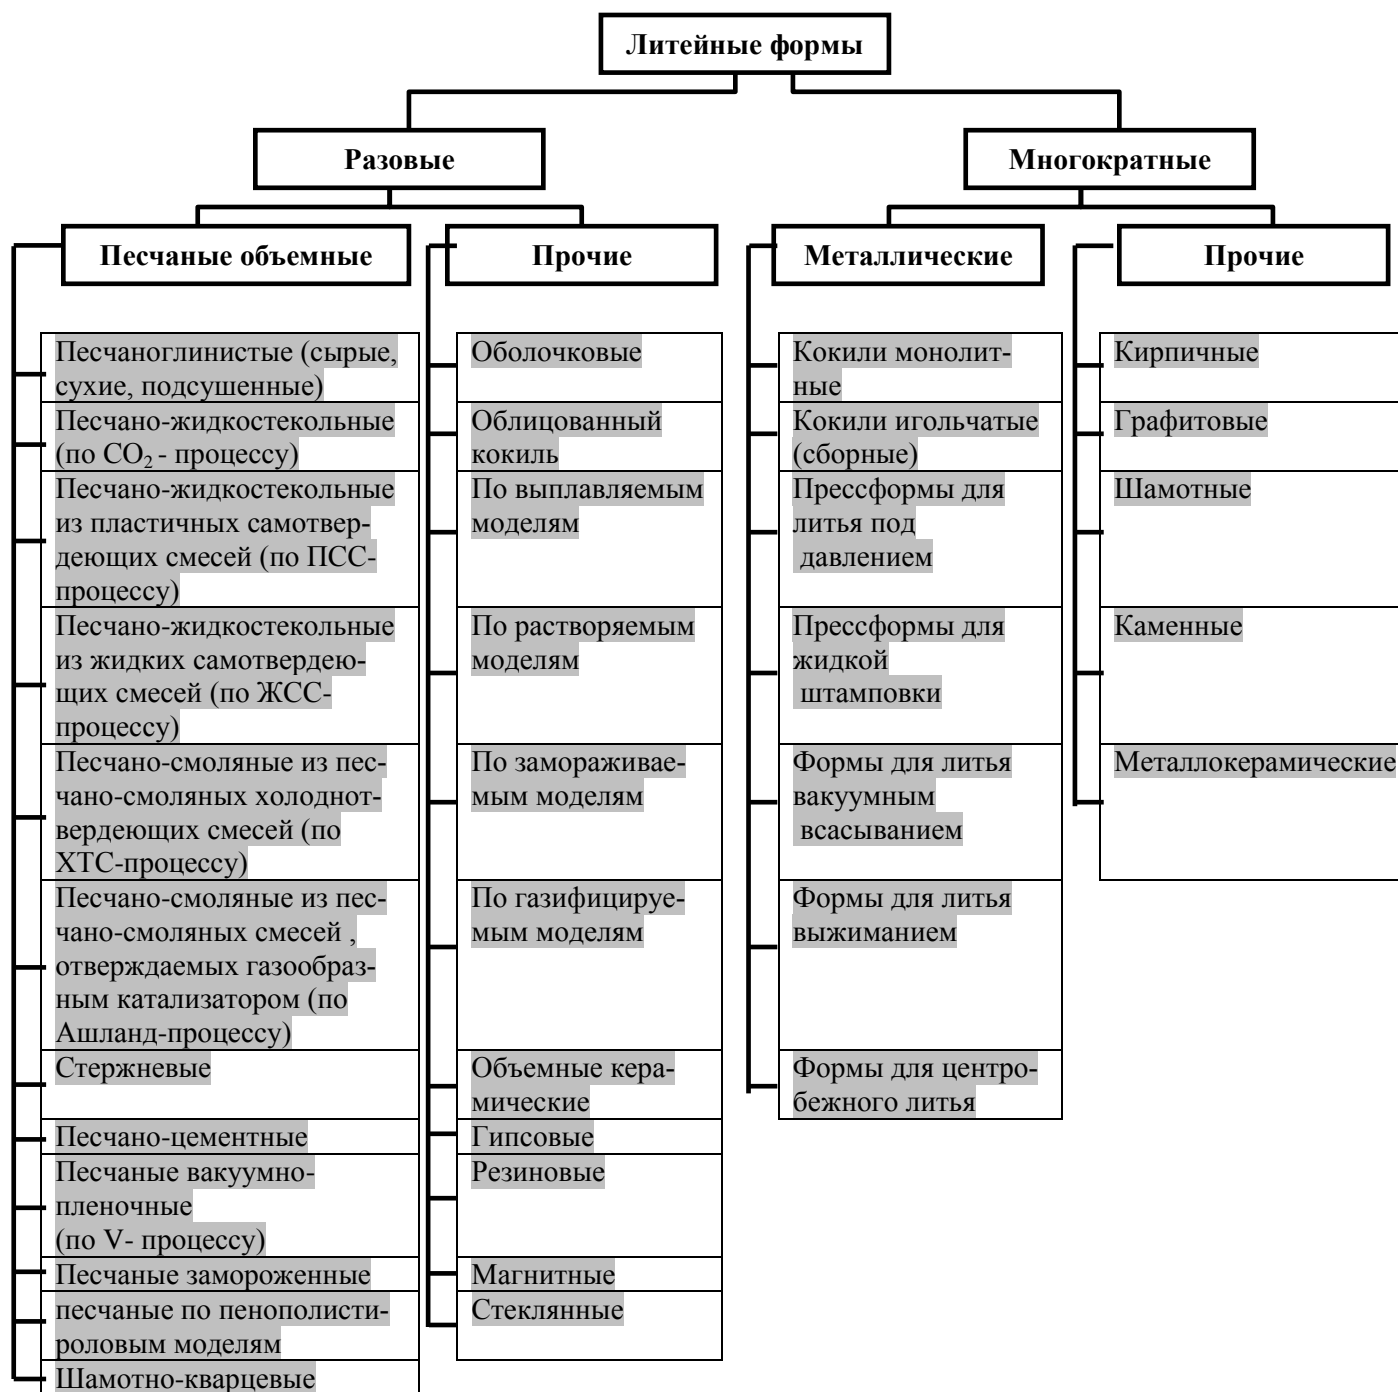 Литейные формы
Разовые
Многократные
Песчаные объемные
Прочие
Металлические
Прочие
Песчаноглинистые (сырые,
сухие, подсушенные)
Песчано-жидкостекольные
(по CO₂ - процессу)
Песчано-жидкостекольные
из пластичных самотвер-
деющих смесей (по ПСС-
процессу)
Песчано-жидкостекольные
из жидких самотвердею-
щих смесей (по ЖСС-
процессу)
Песчано-смоляные из пес-
чано-смоляных холоднот-
вердеющих смесей (по
ХТС-процессу)
Песчано-смоляные из пес-
чано-смоляных смесей ,
отверждаемых газообраз-
ным катализатором (по
Ашланд-процессу)
Стержневые
Песчано-цементные
Песчаные вакуумно-
пленочные
(по V- процессу)
Песчаные замороженные
песчаные по пенополисти-
роловым моделям
Шамотно-кварцевые
Оболочковые
Облицованный
кокиль
По выплавляемым
моделям
По растворяемым
моделям
По замораживае-
мым моделям
По газифицируе-
мым моделям
Объемные кера-
мические
Гипсовые
Резиновые
Магнитные
Стеклянные
Кокили монолит-
ные
Кокили игольчатые
(сборные)
Прессформы для
литья под
давлением
Прессформы для
жидкой
штамповки
Формы для литья
вакуумным
всасыванием
Формы для литья
выжиманием
Формы для центро-
бежного литья
Кирпичные
Графитовые
Шамотные
Каменные
Металлокерамические